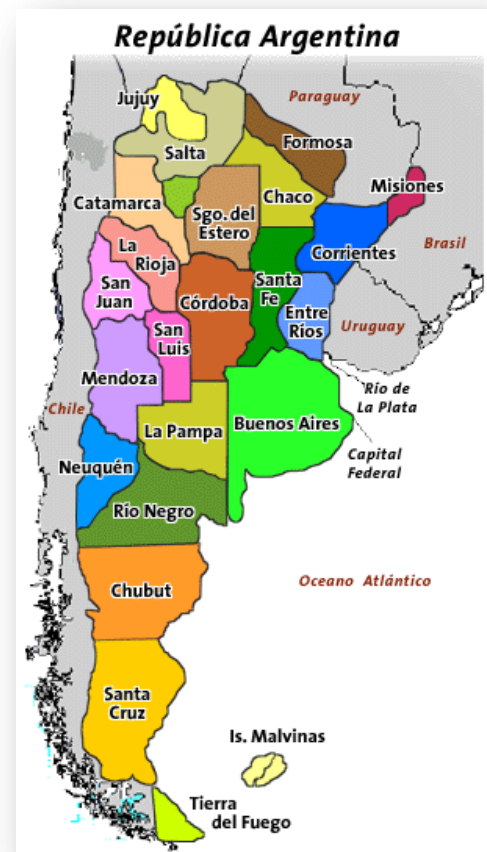 República Argentina
Jujuy
Paraguay
Formosa
Salta
Misiones
Chaco
Catamarca
Sgo. del
Estero
La
Rioja
Corrientes
Brasil
San
Juan
Santa
Fe
Córdoba
Entre
Ríos
San
Luis
Uruguay
Mendoza
Río de
La Plata
Chile
La Pampa
Buenos Aires
Capital
Federal
Neuquén
Río Negro
Oceano Atlántico
Chubut
Santa
Cruz
Is. Malvinas
Tierra
del Fuego